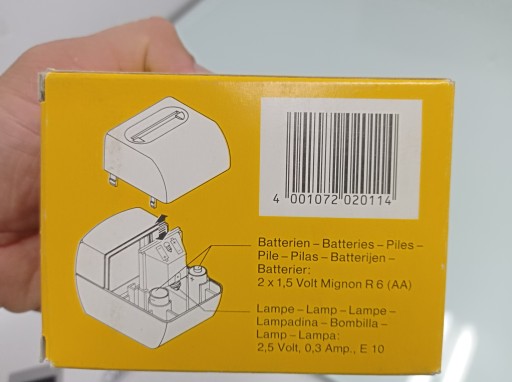 4 001072 020114
Batterien – Batteries – Piles –
Pile – Pilas – Batterijen –
Batterier:
2 x 1,5 Volt Mignon R 6 (AA)
Lampe – Lamp – Lampe –
Lampadina – Bombilla –
Lamp – Lampa:
2,5 Volt, 0,3 Amp., E 10